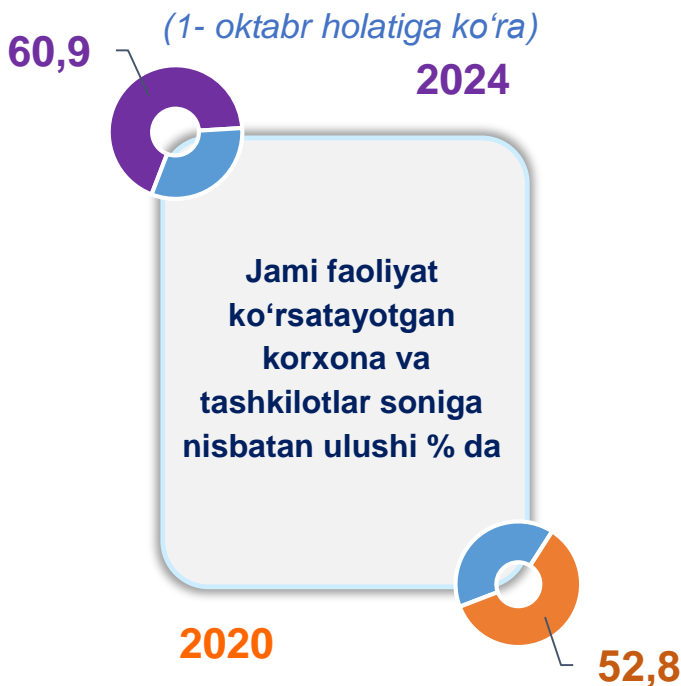 (1- oktabr holatiga ko‘ra)
60,9
2024
Jami faoliyat
ko‘rsatayotgan
korxona va
tashkilotlar soniga
nisbatan ulushi % da
2020
52,8